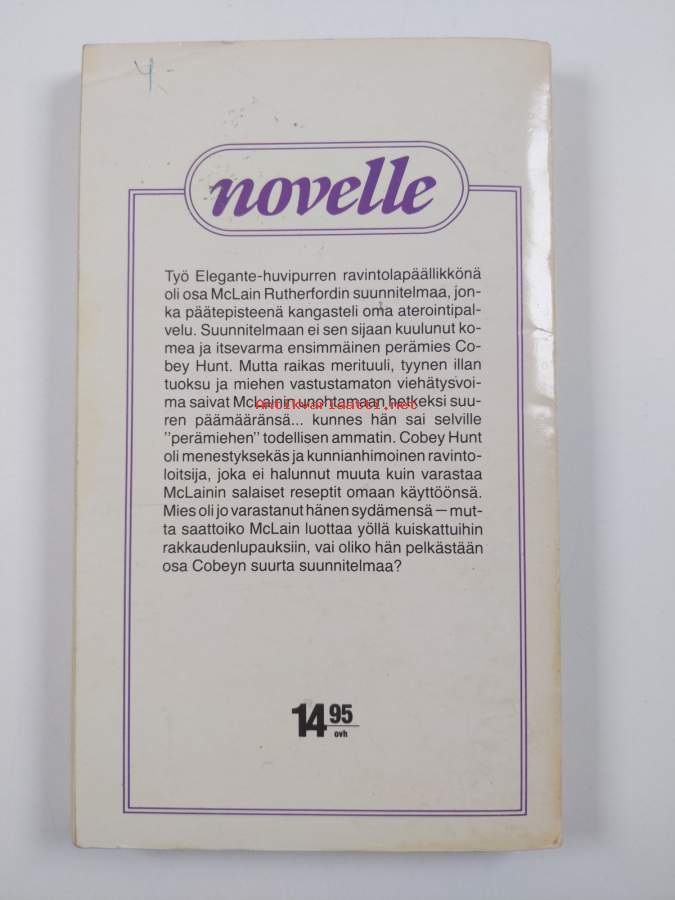 4-
novelle
Työ Elegante-huvipurren ravintolapäällikkönä
oli osa McLain Rutherfordin suunnitelmaa, jon-
ka päätepisteenä kangasteli oma aterointipal-
velu. Suunnitelmaan ei sen sijaan kuulunut ko-
mea ja itsevarma ensimmäinen perämies Co-
bey Hunt. Mutta raikas merituuli, tyynen illan
tuoksu ja miehen vastustamaton viehätysvoi-
ma saivat McLainin unohtamaan hetkeksi suu-
Antikvariaatti.net
ren päämääränsä... kunnes hän sai selville
"perämiehen" todellisen ammatin. Cobey Hunt
oli menestyksekäs ja kunnianhimoinen ravinto-
loitsija, joka ei halunnut muuta kuin varastaa
McLainin salaiset reseptit omaan käyttöönsä.
Mies oli jo varastanut hänen sydämensä — mut-
ta saattoiko McLain luottaa yöllä kuiskattuihin
rakkaudenlupauksiin, vai oliko hän pelkästään
osa Cobeyn suurta suunnitelmaa?
14 95
ovh